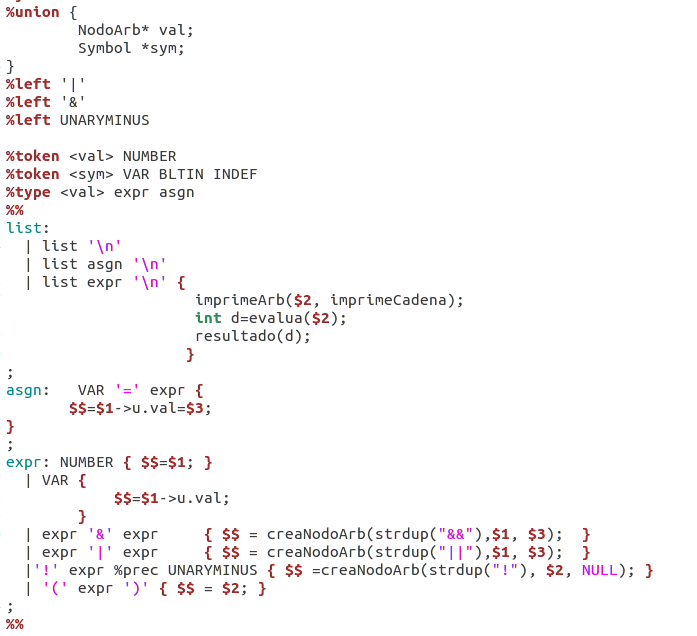 %union {
        NodoArb* val;
        Symbol *sym;
}
%left '|'
%left '&'
%left UNARYMINUS

%token <val> NUMBER
%token <sym> VAR BLTIN INDEF
%type <val> expr asgn
%%
list:
  | list '\n'
  | list asgn '\n'
  | list expr '\n' {
                     imprimeArb($2, imprimeCadena);
                     int d=evalua($2);
                     resultado(d);
                    }
;
asgn:   VAR '=' expr {
       $$=$1->u.val=$3;
}
;
expr: NUMBER { $$=$1; }
  | VAR {
            $$=$1->u.val;
        }
  | expr '&' expr     { $$ = creaNodoArb(strdup("&&"),$1, $3);  }
  | expr '|' expr     { $$ = creaNodoArb(strdup("||"),$1, $3);  }
  |'!' expr %prec UNARYMINUS { $$ =creaNodoArb(strdup("!"), $2, NULL); }
  | '(' expr ')' { $$ = $2; }
;
%%